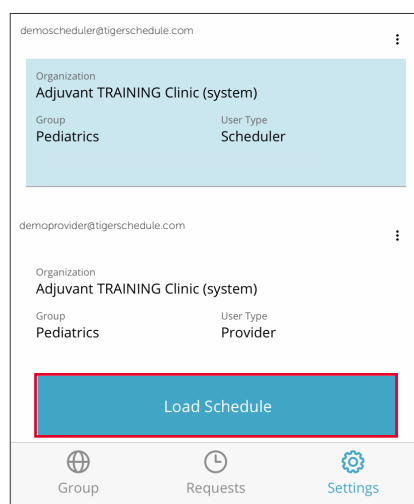 demoscheduler@tigerschedule.com
Organization
Adjuvant TRAINING Clinic (system)
Group User Type
Pediatrics Scheduler
demoprovider@tigerschedule.com
Organization
Adjuvant TRAINING Clinic (system)
Group User Type
Pediatrics Provider
Load Schedule
Group Requests Settings